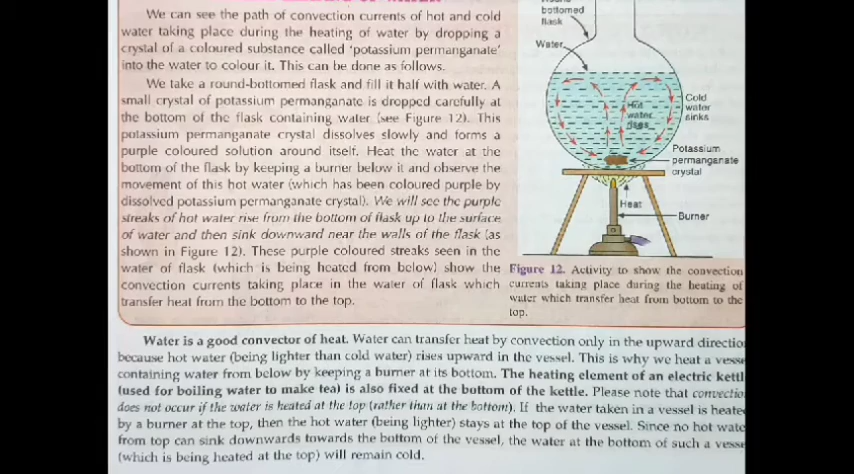 bottomed
flask
Water
Hot
water
rises
Cold
water
sinks
Potassium
permanganate
crystal
Heat
Burner
We can see the path of convection currents of hot and cold
water taking place during the heating of water by dropping a
crystal of a coloured substance called 'potassium permanganate'
into the water to colour it. This can be done as follows.
We take a round-bottomed flask and fill it half with water. A
small crystal of potassium permanganate is dropped carefully at
the bottom of the flask containing water (see Figure 12). This
potassium permanganate crystal dissolves slowly and forms a
purple coloured solution around itself. Heat the water at the
bottom of the flask by keeping a burner below it and observe the
movement of this hot water (which has been coloured purple by
dissolved potassium permanganate crystal). We will see the purple
streaks of hot water rise from the bottom of flask up to the surface
of water and then sink downward near the walls of the flask (as
shown in Figure 12). These purple coloured streaks seen in the
water of flask (which is being heated from below) show the
convection currents taking place in the water of flask which
transfer heat from the bottom to the top.
Figure 12. Activity to show the convection
currents taking place during the heating of
water which transfer heat from bottom to the
top.
Water is a good convector of heat. Water can transfer heat by convection only in the upward directio
because hot water (being lighter than cold water) rises upward in the vessel. This is why we heat a vesse
containing water from below by keeping a burner at its bottom. The heating element of an electric kettl
(used for boiling water to make tea) is also fixed at the bottom of the kettle. Please note that convectio
does not occur if the water is heated at the top (rather than at the bottom). If the water taken in a vessel is heate
by a burner at the top, then the hot water (being lighter) stays at the top of the vessel. Since no hot wate
from top can sink downwards towards the bottom of the vessel, the water at the bottom of such a vesse
(which is being heated at the top) will remain cold.